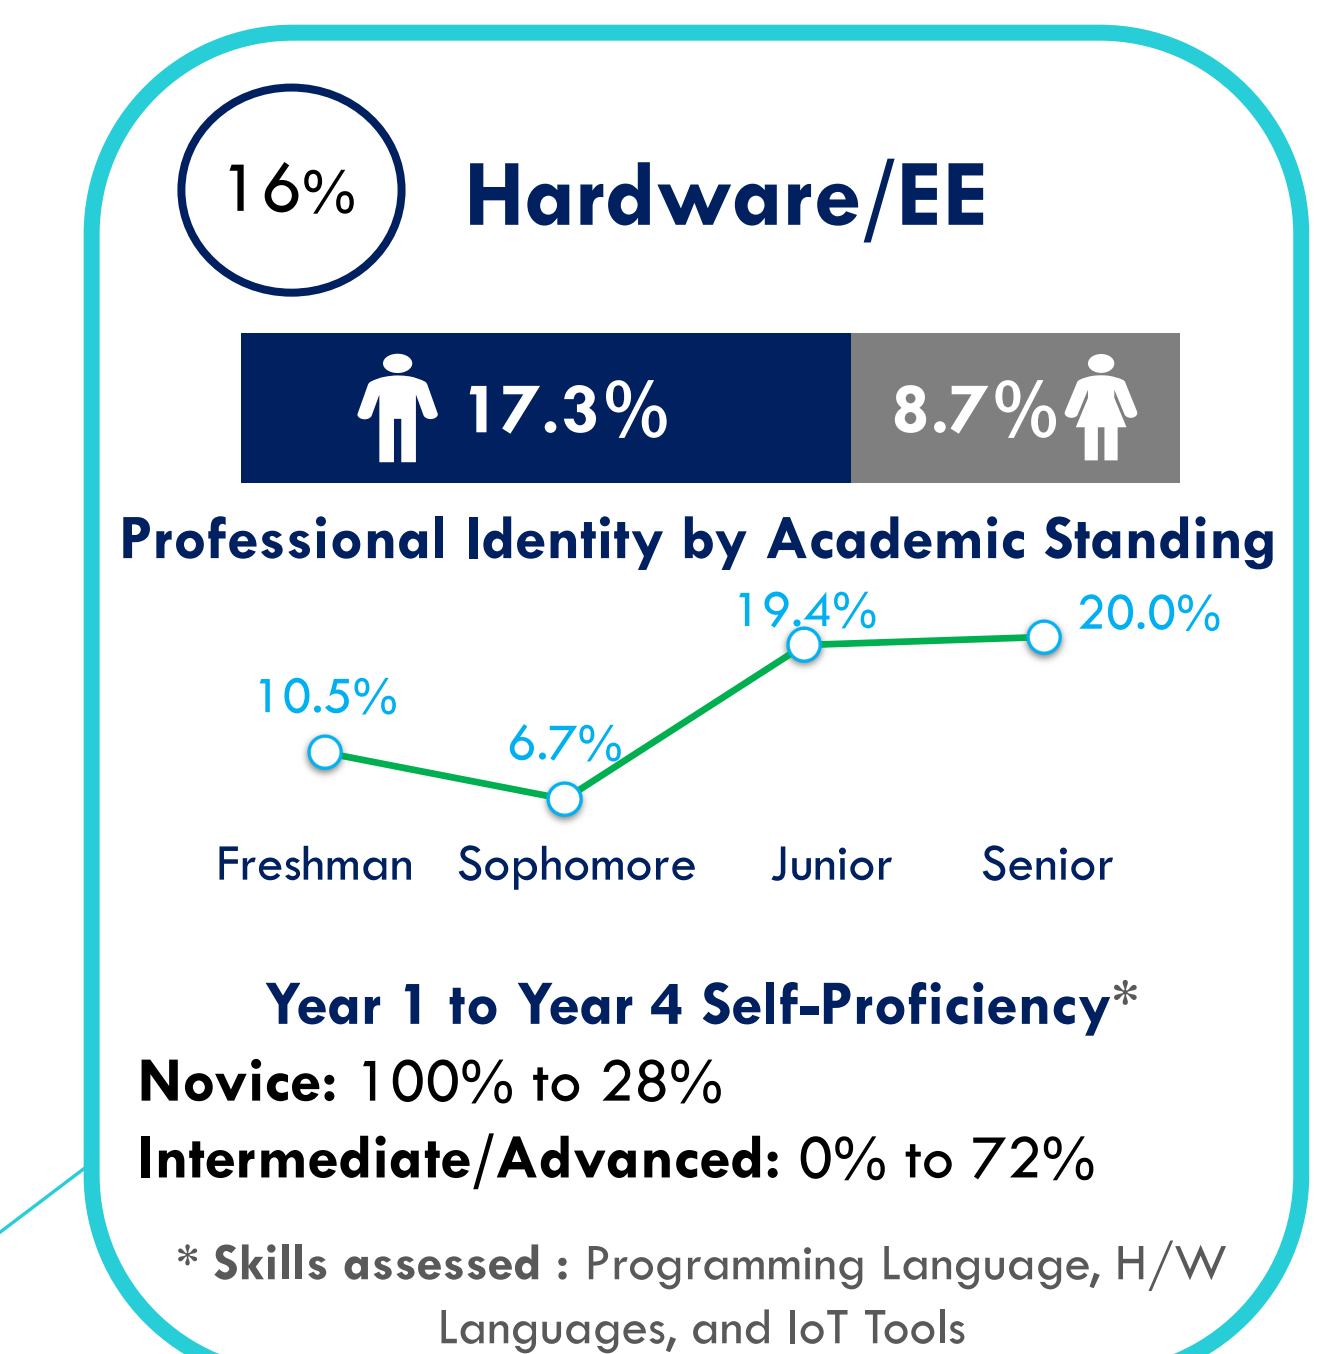 16%
Hardware/EE
17.3%
8.7%
Professional Identity by Academic Standing
10.5%
6.7%
19.4%
20.0%
Freshman
Sophomore
Junior
Senior
Year 1 to Year 4 Self-Proficiency*
Novice: 100% to 28%
Intermediate/Advanced: 0% to 72%
* Skills assessed : Programming Language, H/W
Languages, and IoT Tools